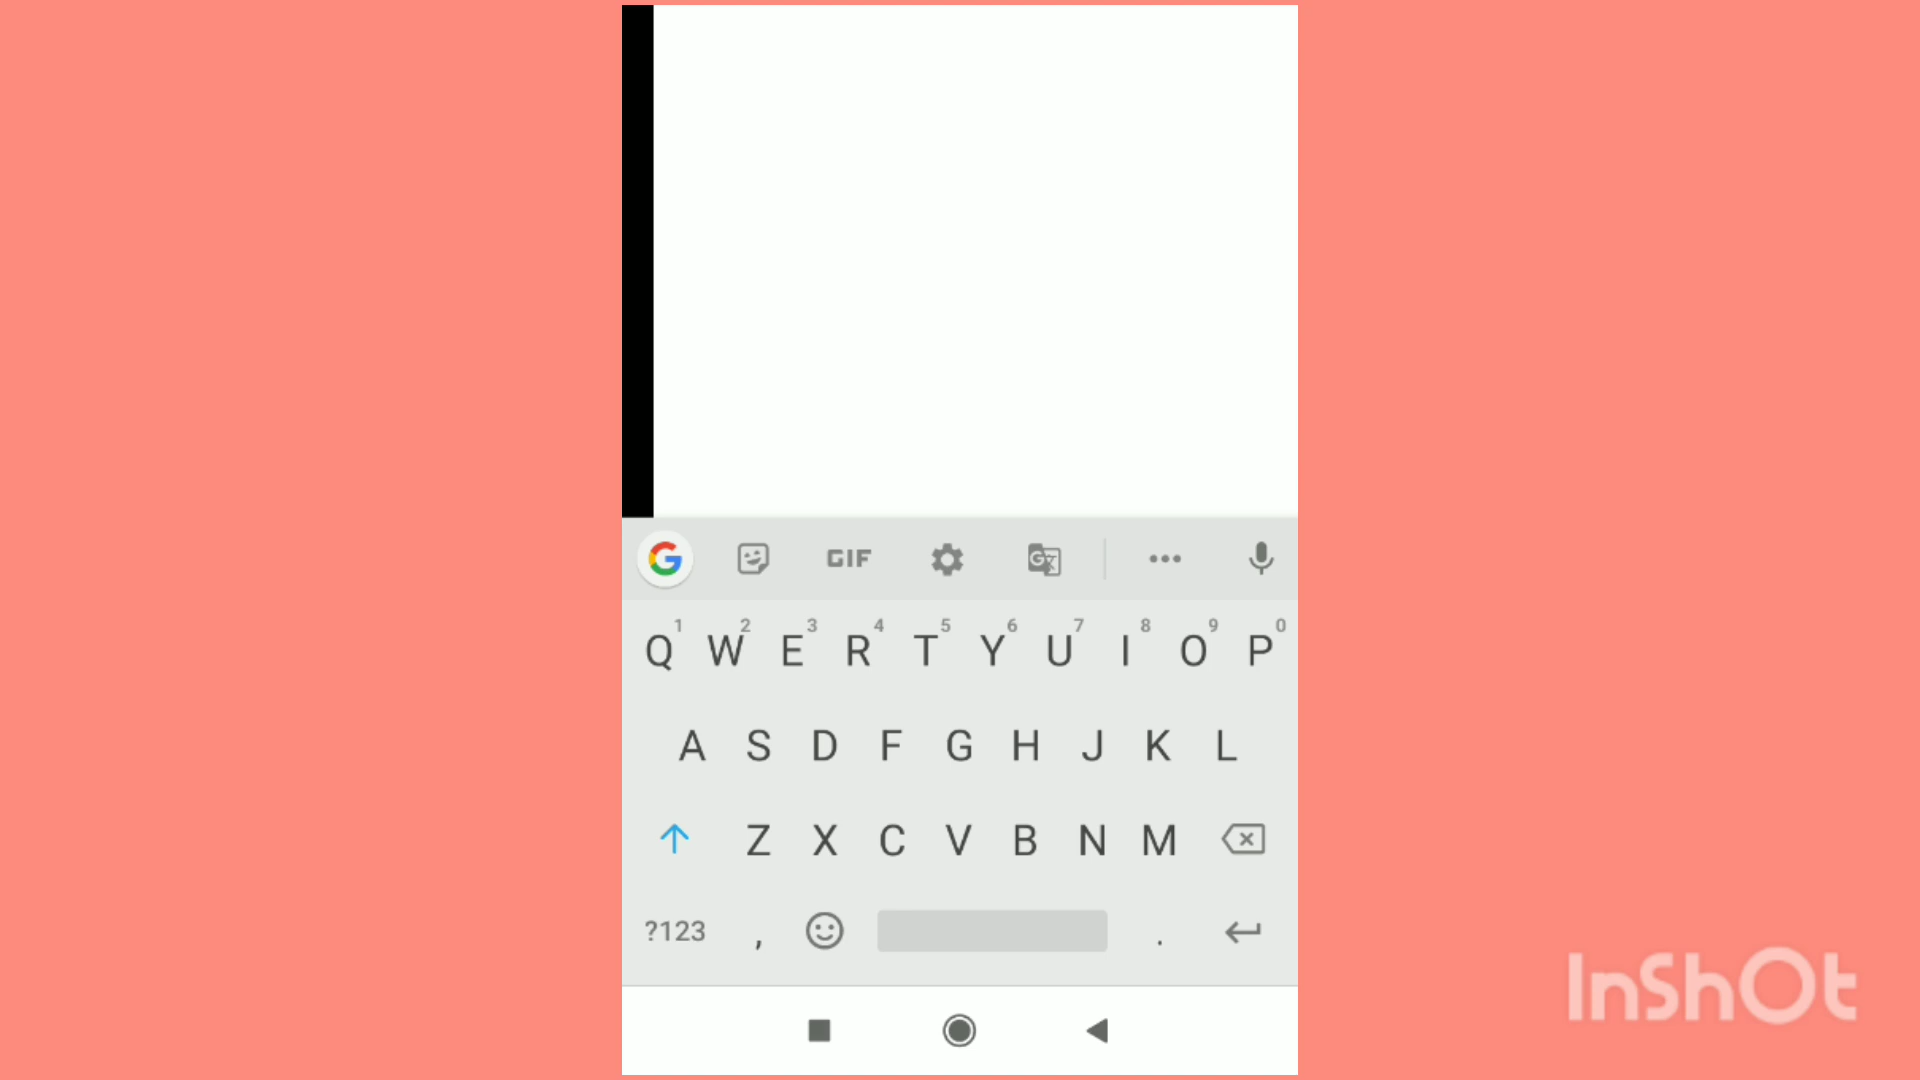 G GIF G
1 2 3 4 5 6 7 8 9 0
Q W E R T Y U I O P
A S D F G H J K L
Z X C V B N M
?123 , .
InShOt